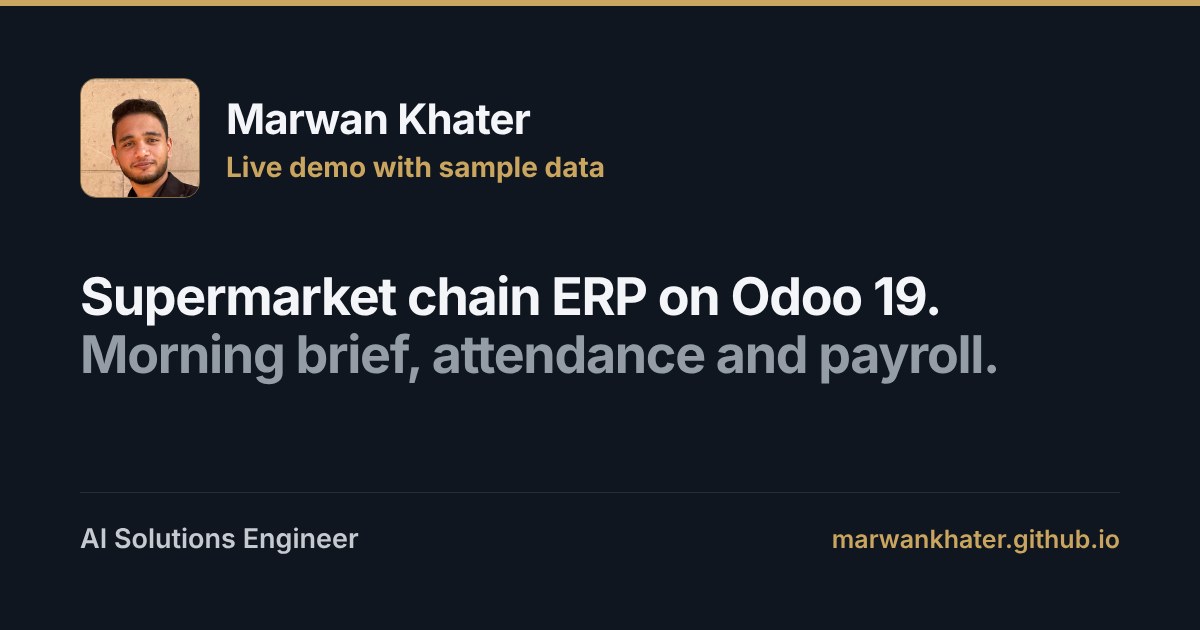 Marwan Khater
Live demo with sample data
Supermarket chain ERP on Odoo 19.
Morning brief, attendance and payroll.
AI Solutions Engineer
marwankhater.github.io